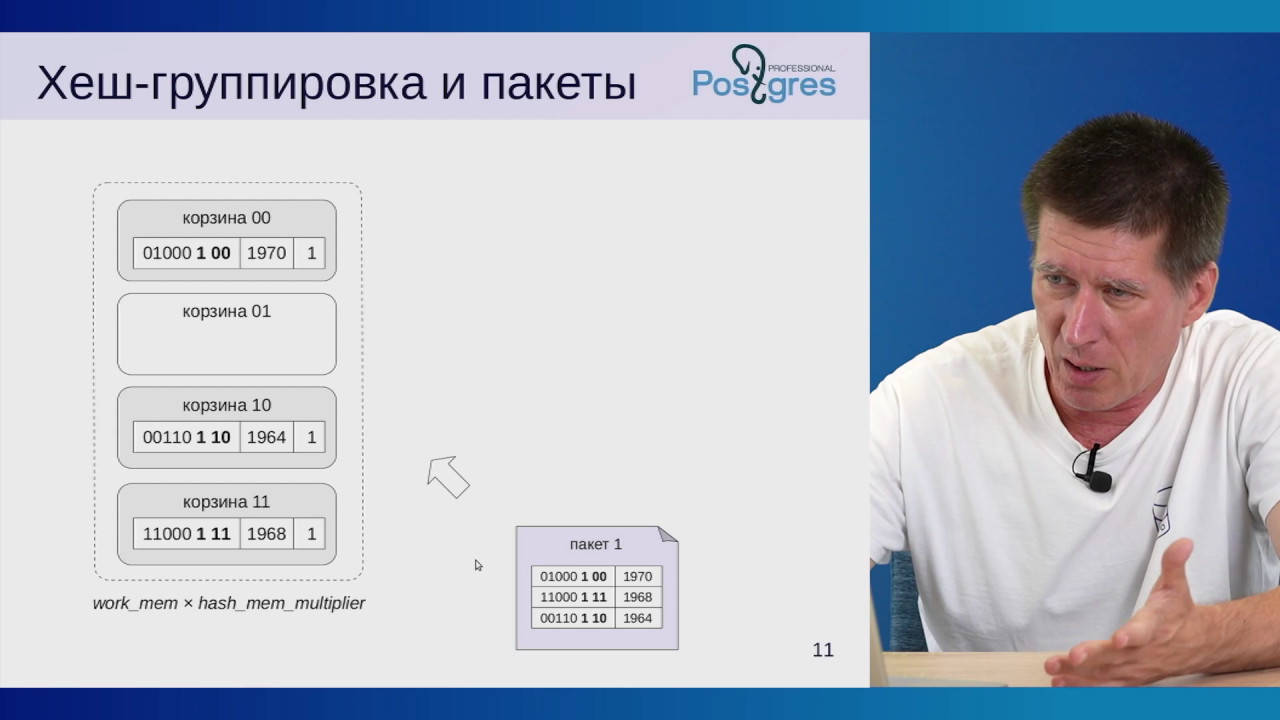 Хеш-группировка и пакеты
PROFESSIONAL
Postgres
корзина 00
01000 1 00 1970 1
корзина 01
корзина 10
00110 1 10 1964 1
корзина 11
11000 1 11 1968 1
work_mem × hash_mem_multiplier
пакет 1
01000 1 00 1970
11000 1 11 1968
00110 1 10 1964
11